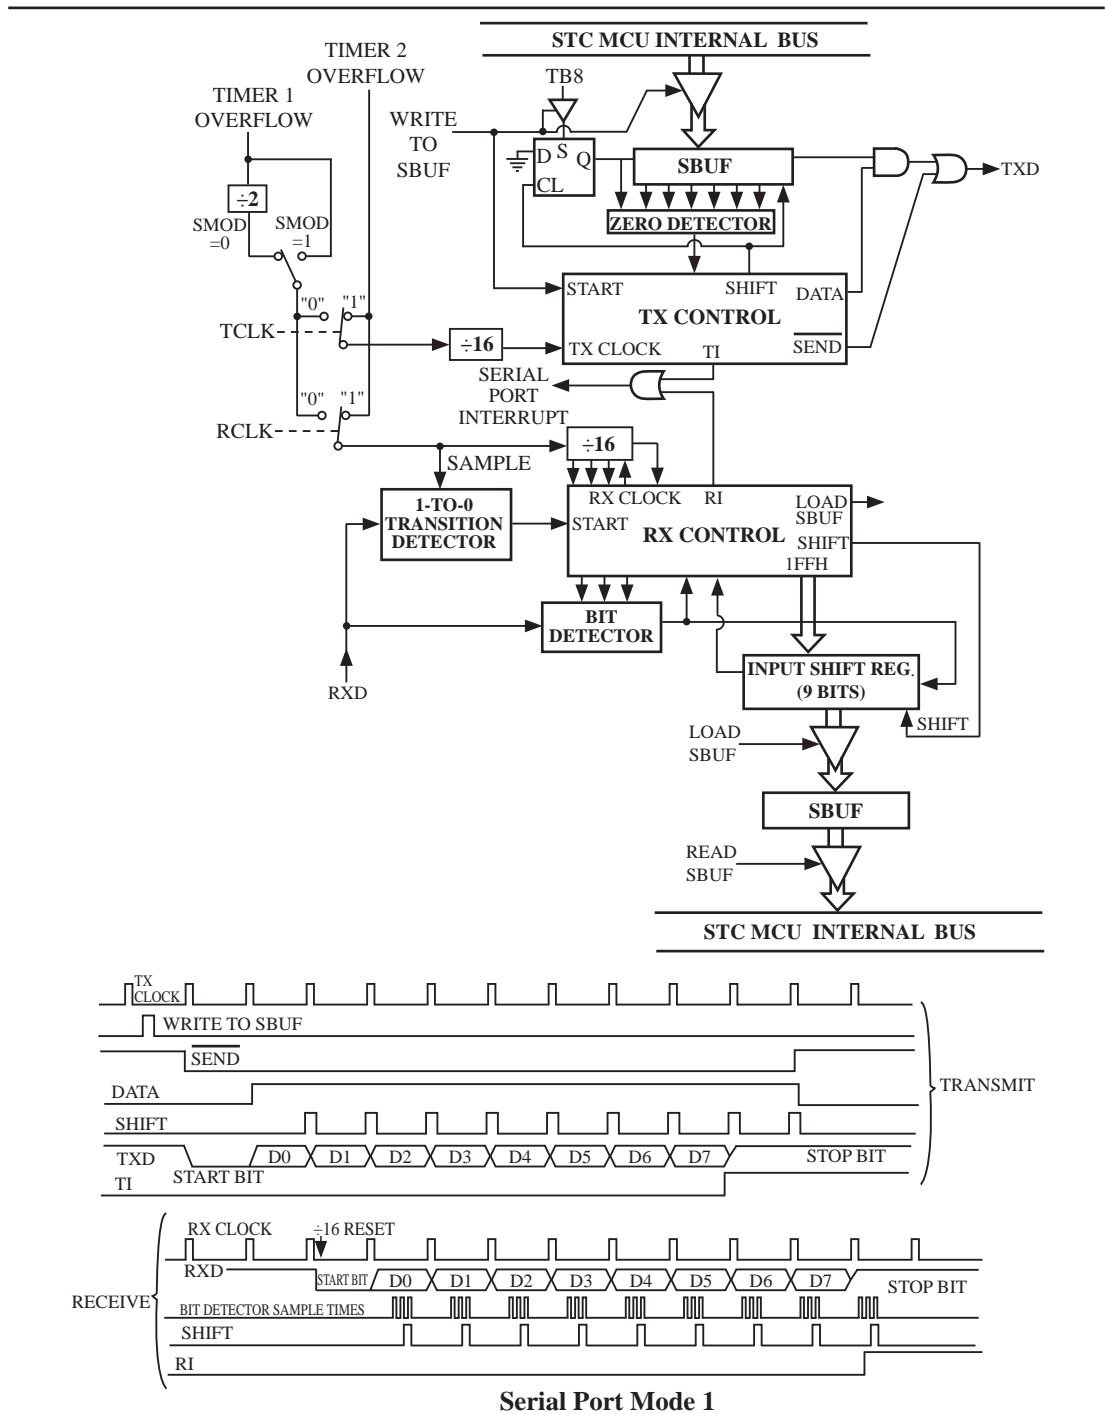 STC MCU INTERNAL BUS
TIMER 2
OVERFLOW
TB8
TIMER 1
OVERFLOW
WRITE
TO
SBUF
D S Q
CL
SBUF
TXD
÷2
ZERO DETECTOR
SMOD
=0
SMOD
=1
START
SHIFT
DATA
TX CONTROL
"0" "1"
TCLK
÷16
TX CLOCK
TI
SEND
SERIAL
PORT
INTERRUPT
"0" "1"
RCLK
÷16
SAMPLE
RX CLOCK
RI
LOAD
SBUF
1-TO-0
TRANSITION
DETECTOR
START
RX CONTROL
SHIFT
1FFH
BIT
DETECTOR
INPUT SHIFT REG.
(9 BITS)
RXD
SHIFT
LOAD
SBUF
SBUF
READ
SBUF
STC MCU INTERNAL BUS
TX
CLOCK
WRITE TO SBUF
SEND
DATA
TRANSMIT
SHIFT
TXD
D0 D1 D2 D3 D4 D5 D6 D7
STOP BIT
START BIT
TI
RX CLOCK
÷16 RESET
RXD
START BIT
D0 D1 D2 D3 D4 D5 D6 D7
STOP BIT
RECEIVE
BIT DETECTOR SAMPLE TIMES
SHIFT
RI
Serial Port Mode 1